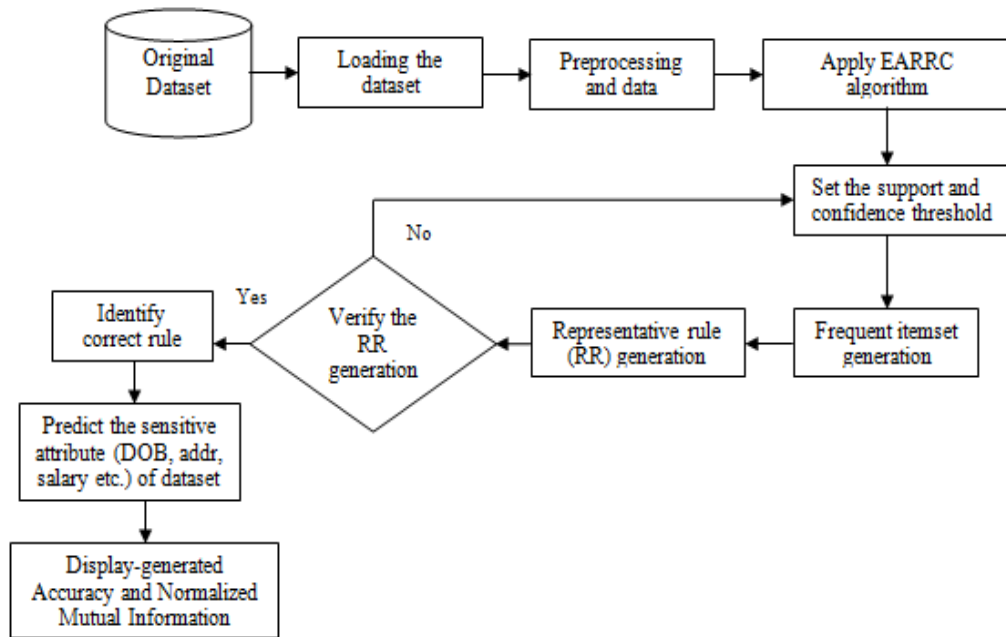 Original
Dataset
Loading the
dataset
Preprocessing
and data
Apply EARRC
algorithm
Set the support and
confidence threshold
No
Yes
Identify
correct rule
Verify the
RR
generation
Representative rule
(RR) generation
Frequent itemset
generation
Predict the sensitive
attribute (DOB, addr,
salary etc.) of dataset
Display-generated
Accuracy and Normalized
Mutual Information